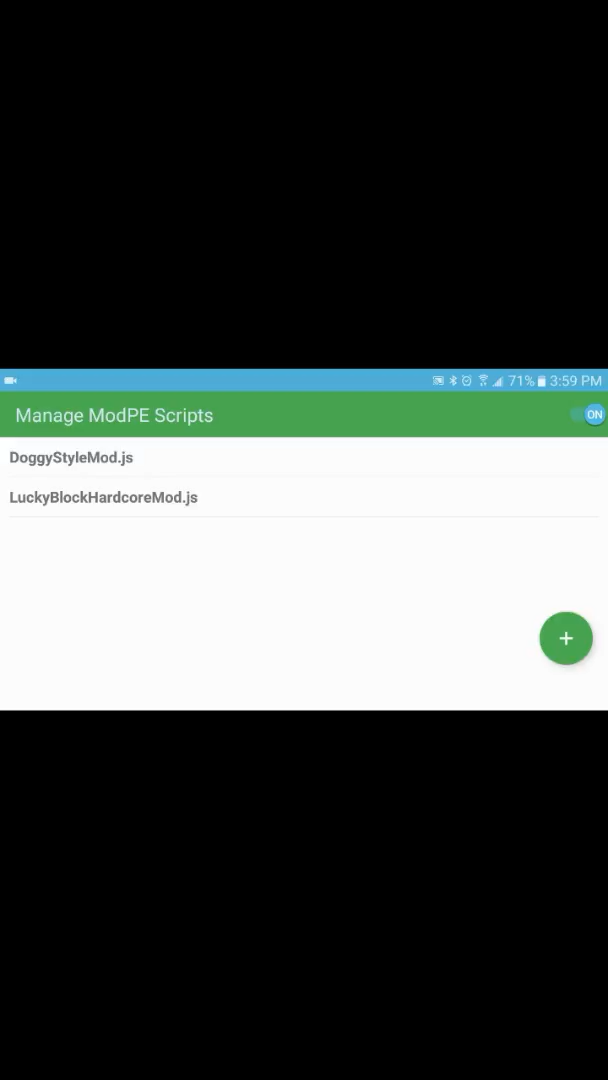 71% 3:59 PM
Manage ModPE Scripts
ON
DoggyStyleMod.js
LuckyBlockHardcoreMod.js
+